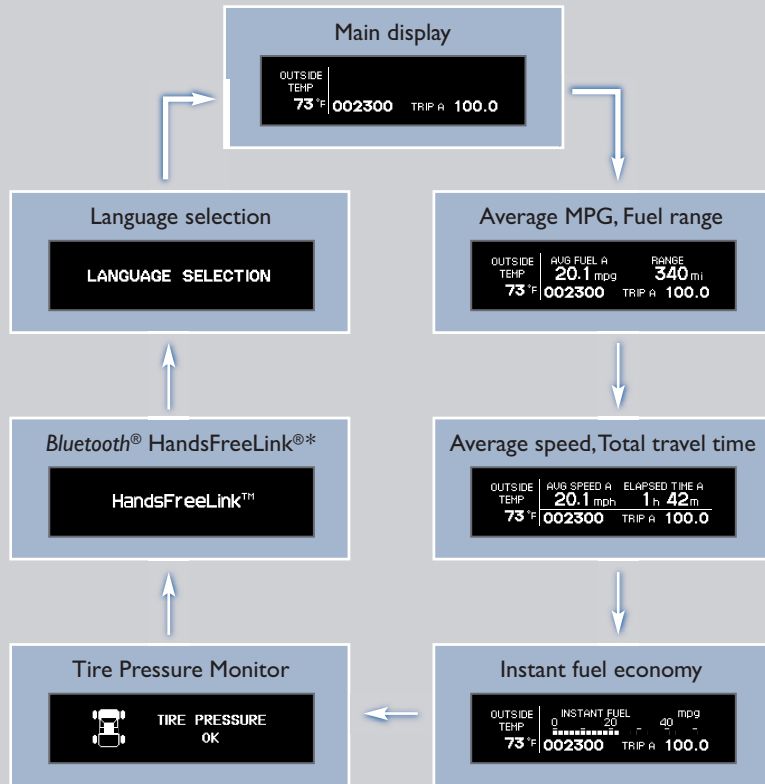 Main display
OUTSIDE
TEMP
73°F 002300 TRIP A 100.0
Language selection
LANGUAGE SELECTION
Average MPG, Fuel range
OUTSIDE AVG FUEL A RANGE
TEMP 20.1 mpg 340 mi
73°F 002300 TRIP A 100.0
Bluetooth® HandsFreeLink®*
HandsFreeLink™
Average speed, Total travel time
OUTSIDE AVG SPEED A ELAPSED TIME A
TEMP 20.1 mph 1 h 42 m
73°F 002300 TRIP A 100.0
Tire Pressure Monitor
TIRE PRESSURE
OK
Instant fuel economy
OUTSIDE INSTANT FUEL mpg
TEMP 0 20 40
73°F 002300 TRIP A 100.0